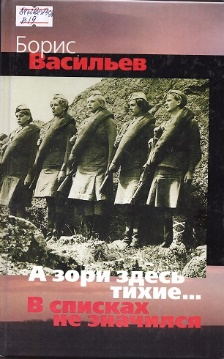 Борис
Васильев
А зори здесь
тихие...
В списках
не значился